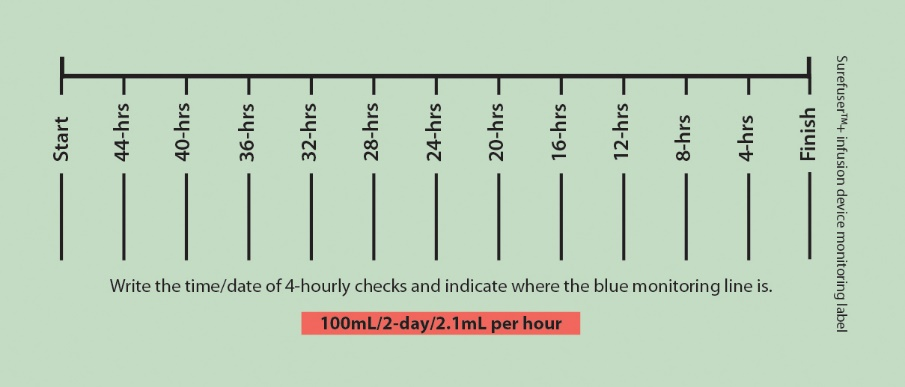 Start
44-hrs
40-hrs
36-hrs
32-hrs
28-hrs
24-hrs
20-hrs
16-hrs
12-hrs
8-hrs
4-hrs
Finish
Write the time/date of 4-hourly checks and indicate where the blue monitoring line is.
100mL/2-day/2.1mL per hour
Surefuser™+ infusion device monitoring label